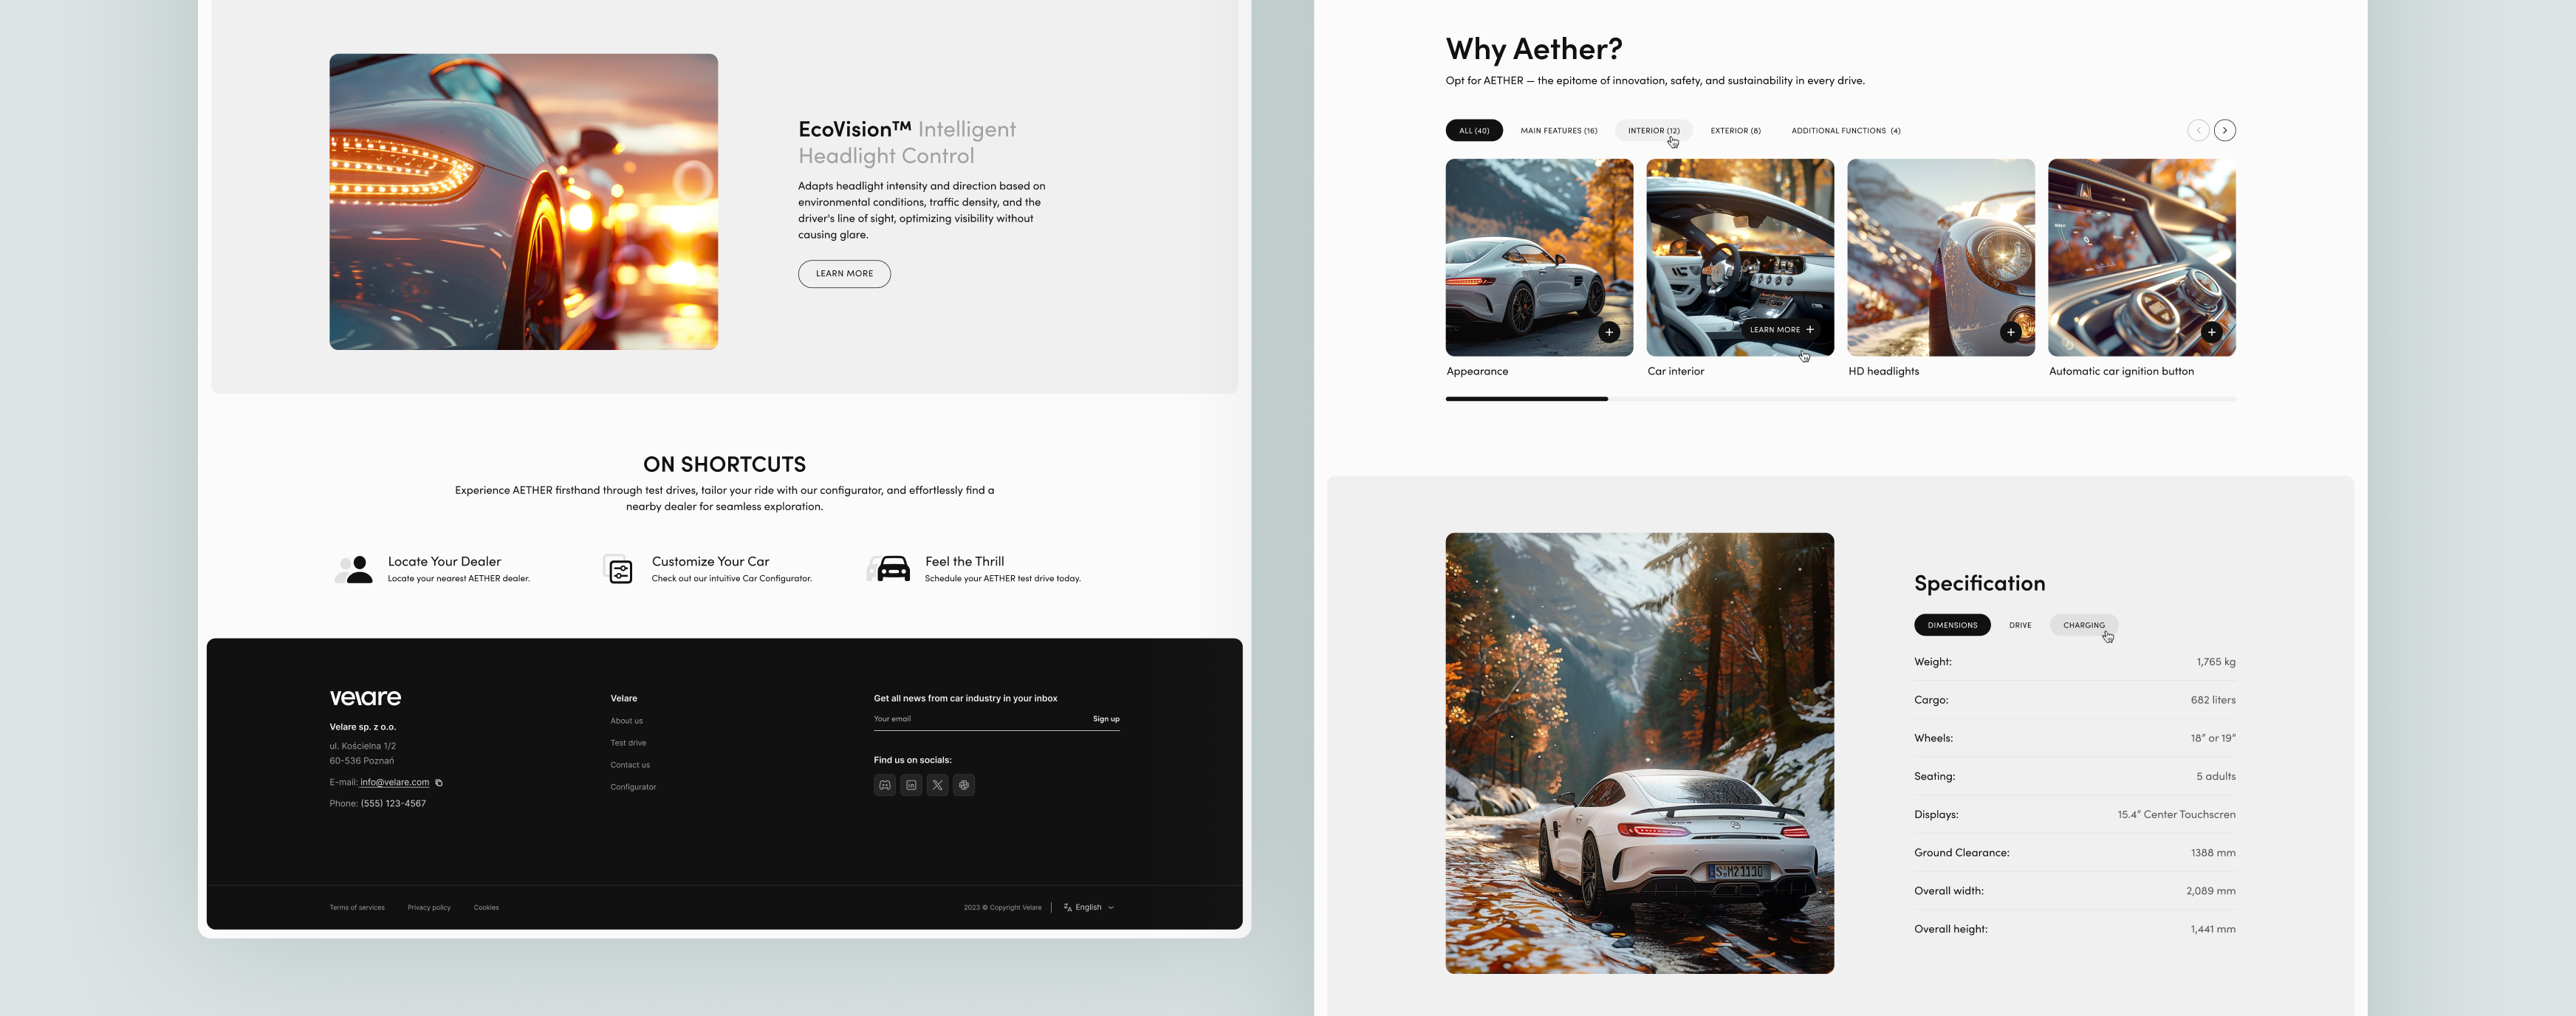 EcoVision™ Intelligent
Headlight Control
Adapts headlight intensity and direction based on
environmental conditions, traffic density, and the
driver's line of sight, optimizing visibility without
causing glare.
LEARN MORE
ON SHORTCUTS
Experience AETHER firsthand through test drives, tailor your ride with our configurator, and effortlessly find a
nearby dealer for seamless exploration.
Locate Your Dealer
Locate your nearest AETHER dealer.
Customize Your Car
Check out our intuitive Car Configurator.
Feel the Thrill
Schedule your AETHER test drive today.
velare
Velare sp. z o.o.
ul. Kościelna 1/2
60-536 Poznań
E-mail: info@velare.com
Phone: (555) 123-4567
Velare
About us
Test drive
Contact us
Configurator
Get all news from car industry in your inbox
Your email Sign up
Find us on socials:
Terms of services Privacy policy Cookies
2023 © Copyright Velare English
Why Aether?
Opt for AETHER — the epitome of innovation, safety, and sustainability in every drive.
ALL (40) MAIN FEATURES (16) INTERIOR (12) EXTERIOR (8) ADDITIONAL FUNCTIONS (4)
LEARN MORE +
Appearance
Car interior
HD headlights
Automatic car ignition button
Specification
DIMENSIONS DRIVE CHARGING
Weight: 1,765 kg
Cargo: 682 liters
Wheels: 18” or 19”
Seating: 5 adults
Displays: 15.4” Center Touchscren
Ground Clearance: 1388 mm
Overall width: 2,089 mm
Overall height: 1,441 mm